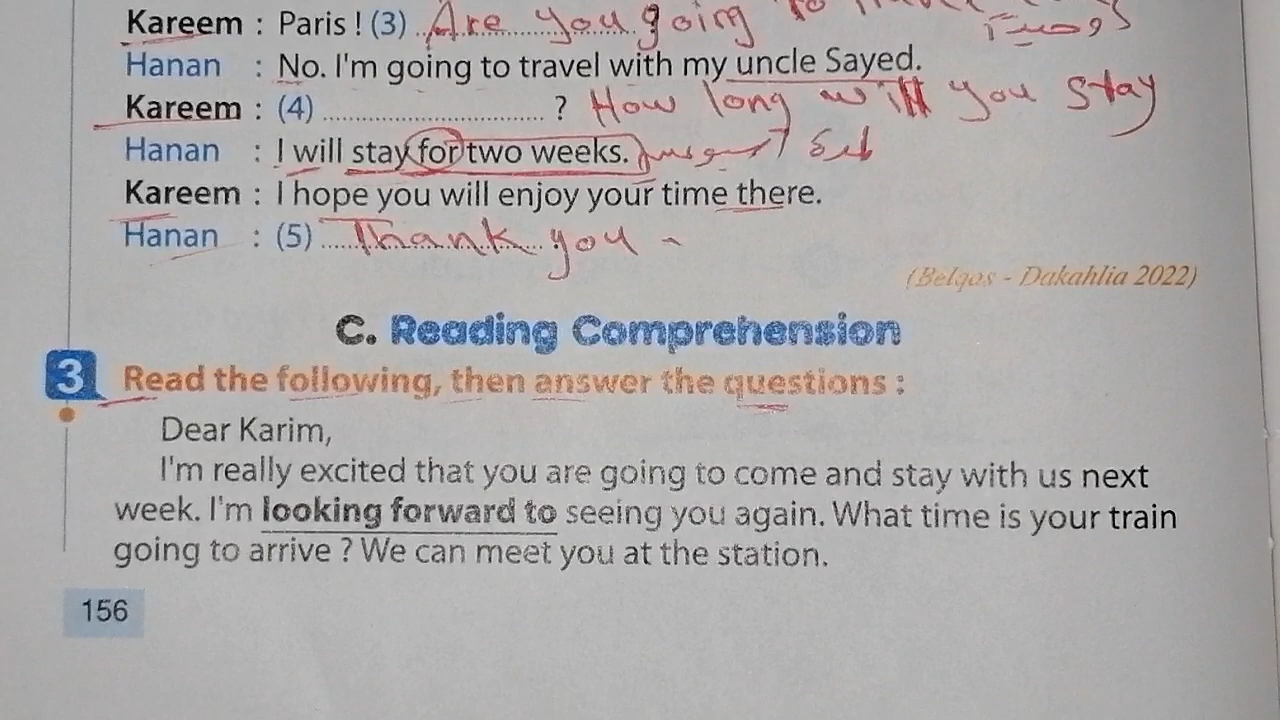 Kareem : Paris ! (3) .............................. Are you going to travel
Hanan : No. I'm going to travel with my uncle Sayed.
Kareem : (4) .............................. ? How long will you stay
Hanan : I will stay for two weeks.
Kareem : I hope you will enjoy your time there.
Hanan : (5) .............................. Thank you
(Belqas - Dakahlia 2022)
C. Reading Comprehension
3 Read the following, then answer the questions :
Dear Karim,
I'm really excited that you are going to come and stay with us next
week. I'm looking forward to seeing you again. What time is your train
going to arrive ? We can meet you at the station.
156